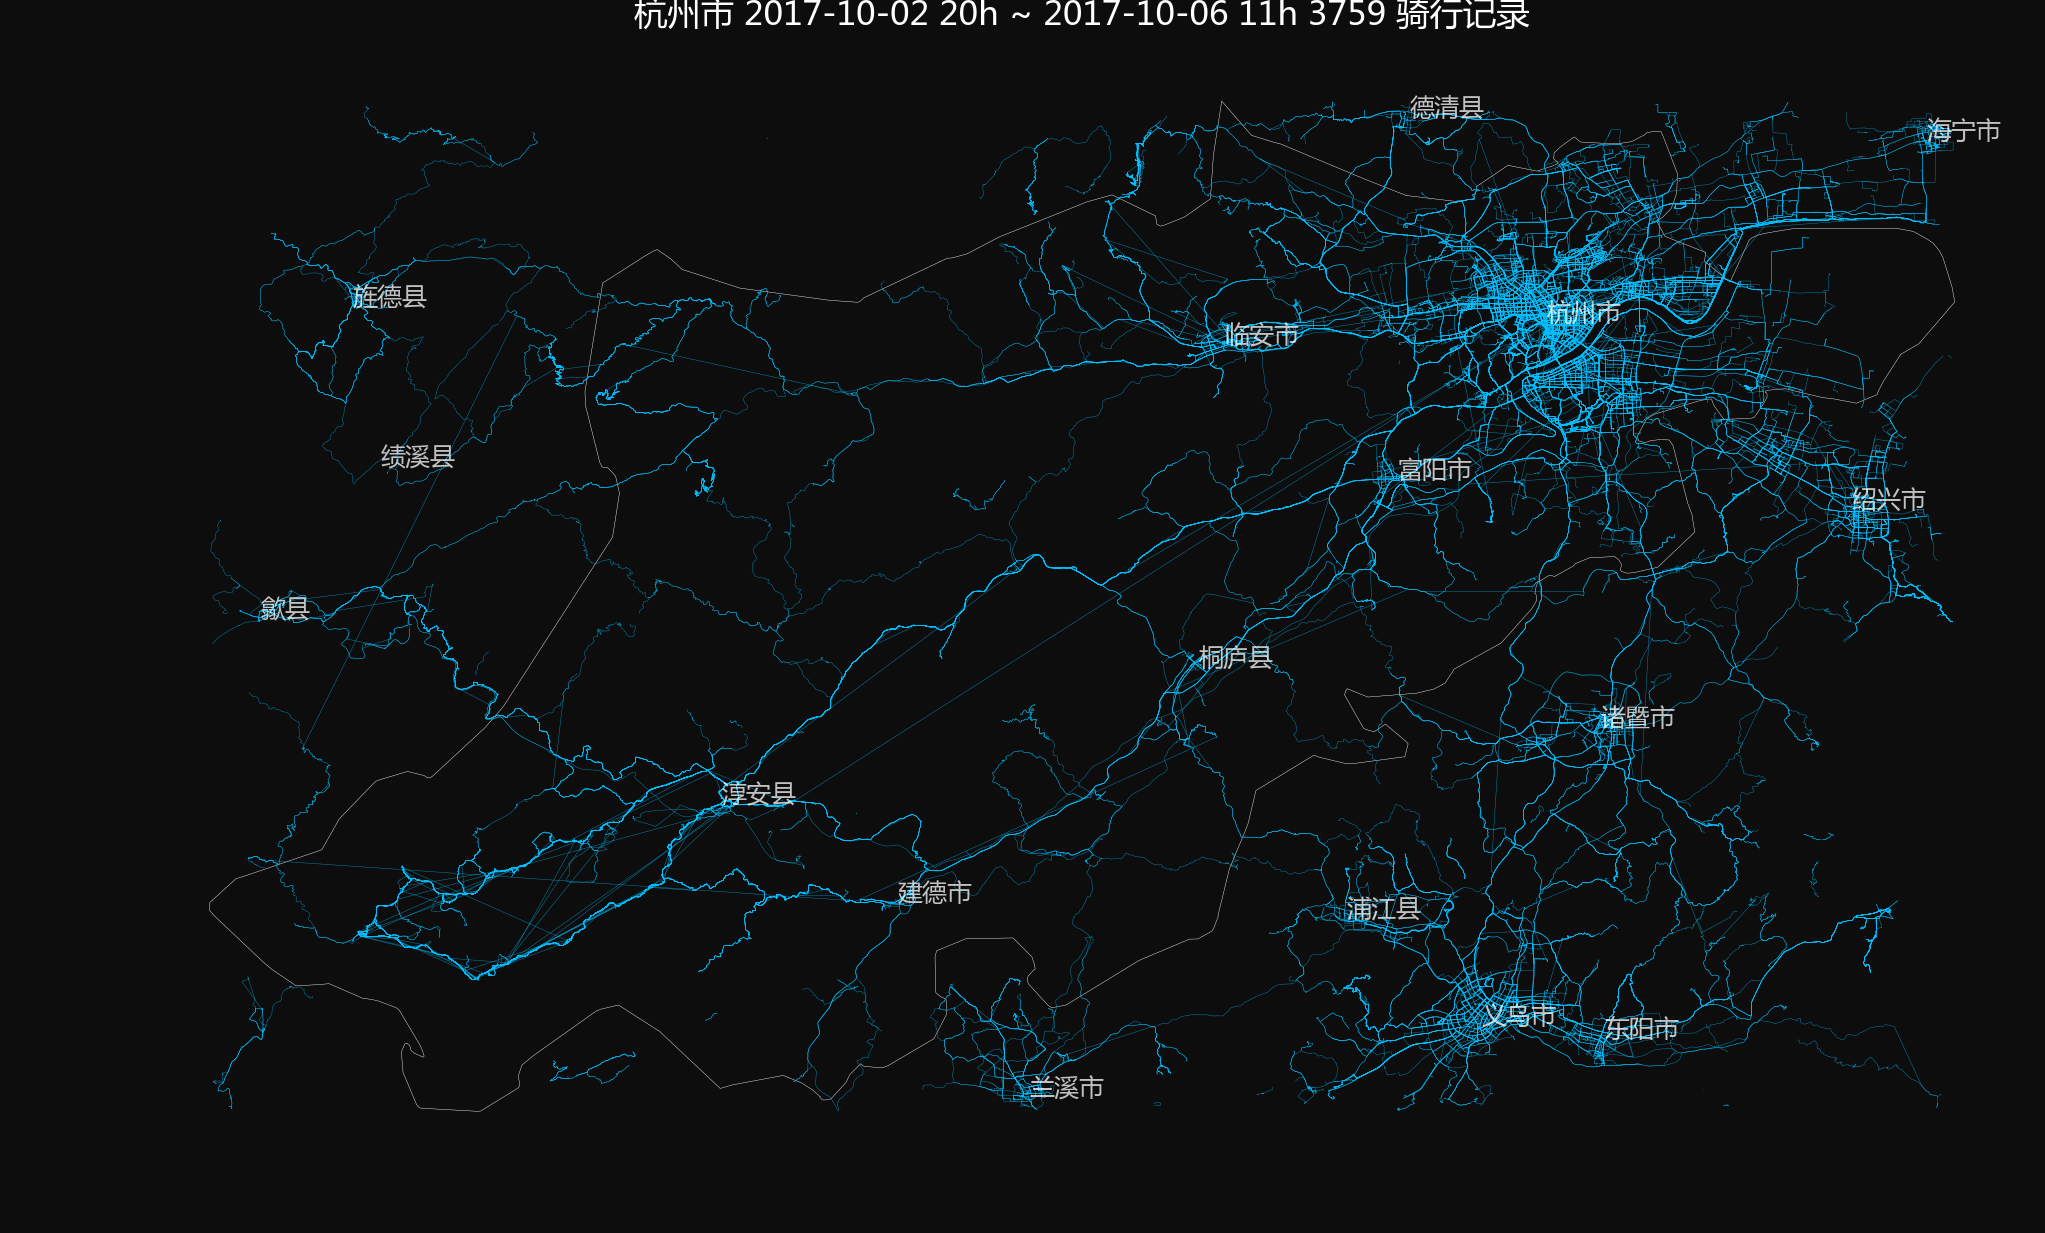 杭州市 2017-10-02 20h ~ 2017-10-06 11h 3759 骑行记录
德清县
海宁市
旌德县
杭州市
临安市
绩溪县
富阳市
绍兴市
歙县
桐庐县
诸暨市
淳安县
建德市
浦江县
义乌市
东阳市
兰溪市